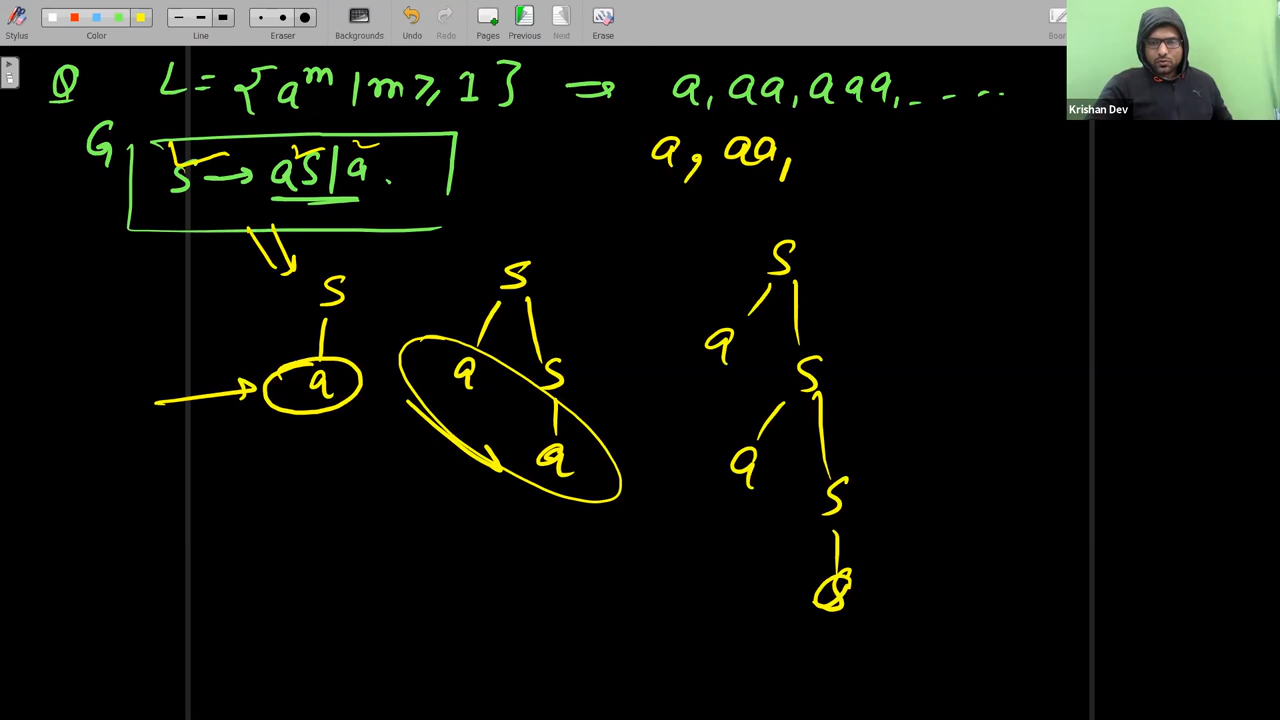 Stylus Color Line Eraser Backgrounds Undo Redo Pages Previous Next Erase
Krishan Dev
Q L = {a^m | m ≥ 1} ⇒ a, aa, aaa, - - - -
G
S → aS | a .
a, aa,
S S S
a a S a S
a a S